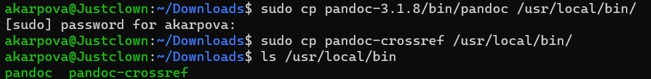 akarpova@Justclown:~/Downloads$ sudo cp pandoc-3.1.8/bin/pandoc /usr/local/bin/
[sudo] password for akarpova:
akarpova@Justclown:~/Downloads$ sudo cp pandoc-crossref /usr/local/bin/
akarpova@Justclown:~/Downloads$ ls /usr/local/bin
pandoc  pandoc-crossref